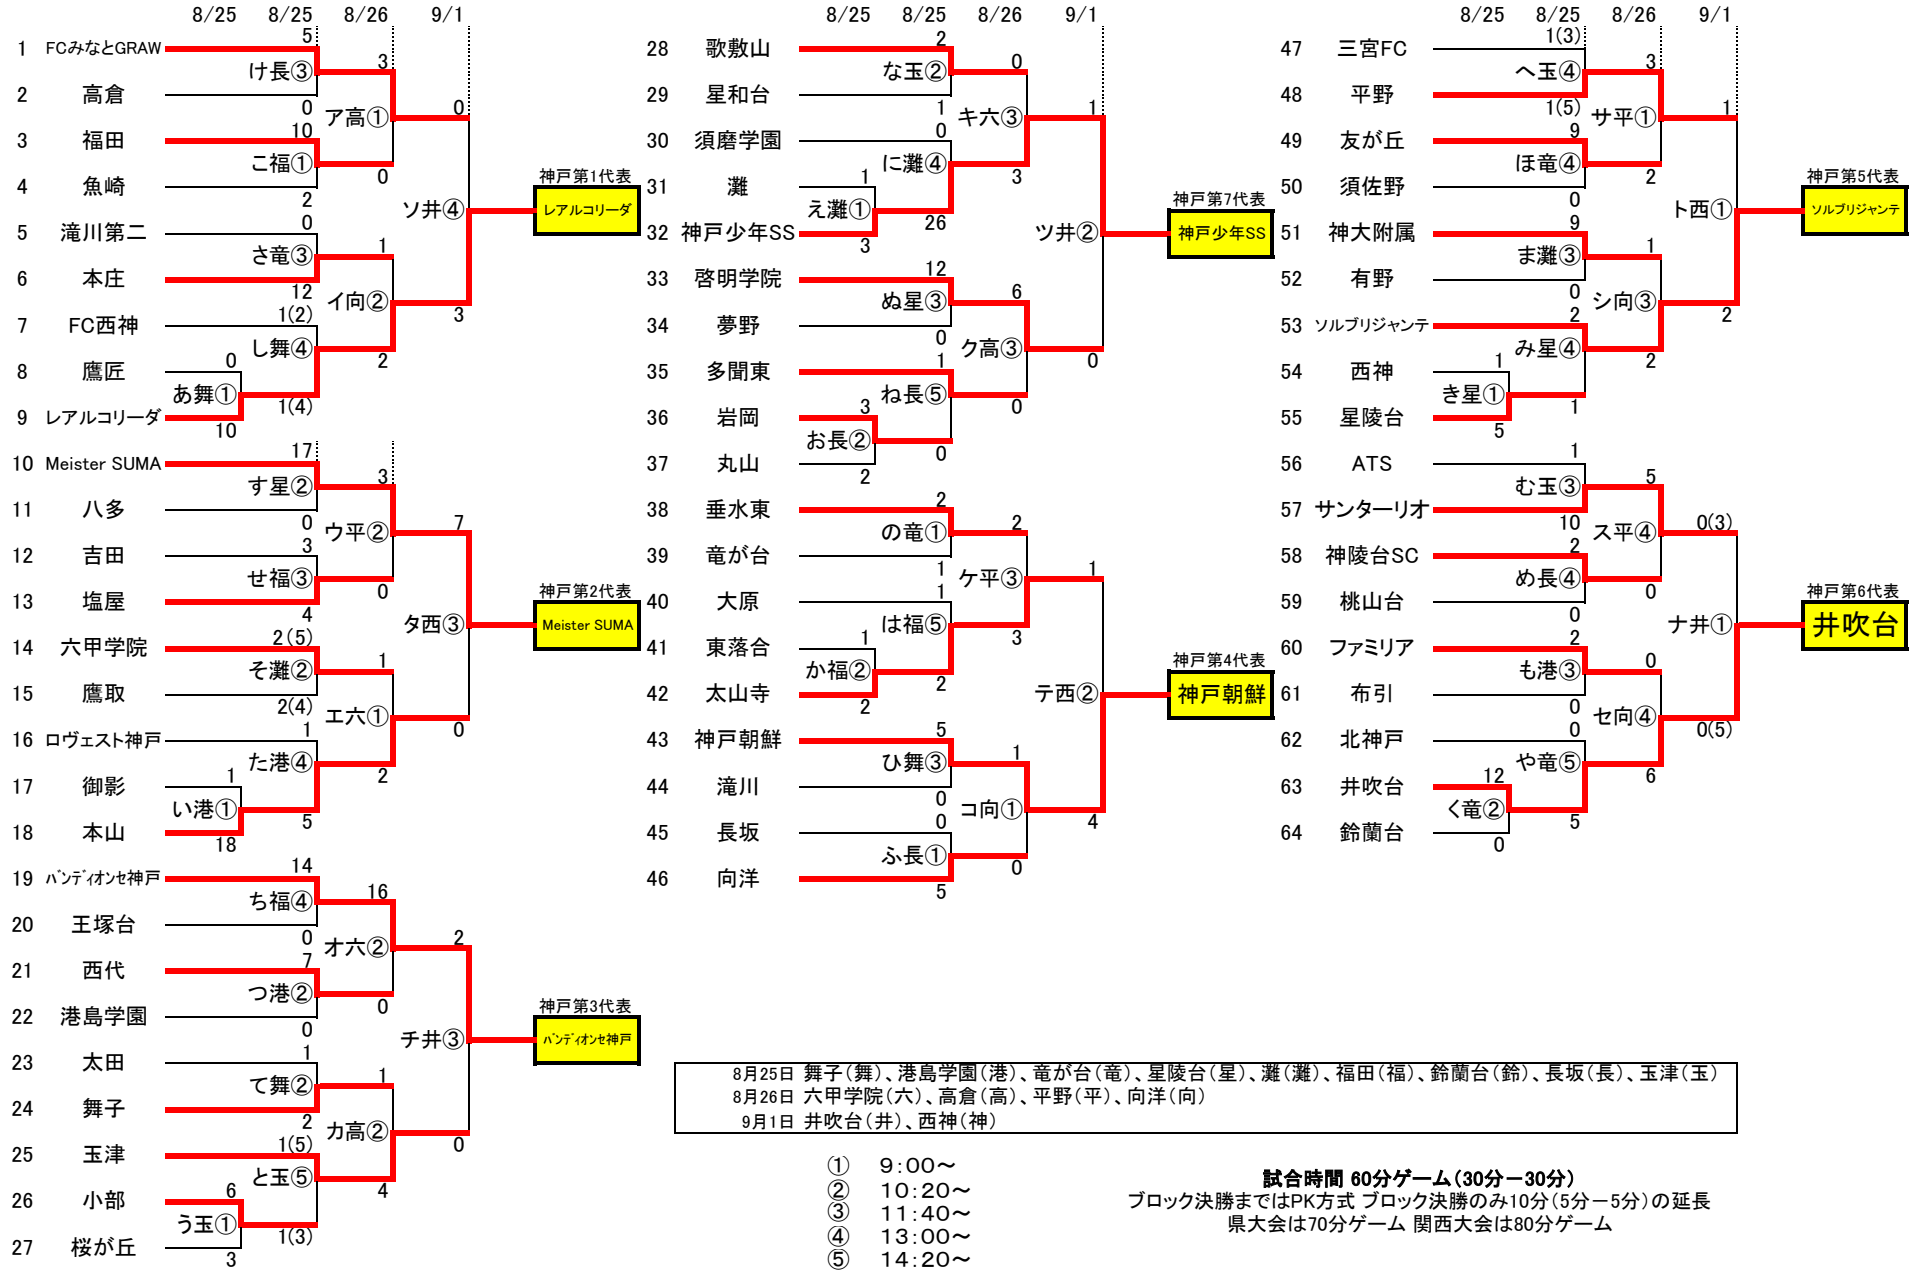 8/25 8/25 8/26 9/1
5
1 FCみなとGRAW
け長③ 3
2 高倉
0
ア高① 0
10
3 福田
こ福①
0
4 魚崎
2
神戸第1代表
ソ井④ レアルコリーダ
0
5 滝川第二
さ竜③ 1
6 本庄
12
イ向②
3
1(2)
7 FC西神
し舞④
2
0
8 鷹匠
あ舞①
1(4)
9 レアルコリーダ
10
17
10 Meister SUMA
す星② 3
11 八多
0
ウ平② 7
3
12 吉田
せ福③
0
13 塩屋
4
神戸第2代表
タ西③ Meister SUMA
2(5)
14 六甲学院
そ灘② 1
15 鷹取
2(4)
エ六①
0
1
16 ロヴェスト神戸
た港④
2
1
17 御影
い港①
5
18 本山
18
14
19 バンディオンセ神戸
ち福④ 16
20 王塚台
0
オ六② 2
7
21 西代
つ港②
0
22 港島学園
0
神戸第3代表
チ井③ バンディオンセ神戸
1
23 太田
て舞② 1
24 舞子
2
カ高②
0
1(5)
25 玉津
と玉⑤
4
6
26 小部
う玉①
1(3)
27 桜が丘
3
8/25 8/25 8/26 9/1
2
28 歌敷山
な玉② 0
29 星和台
1
キ六③ 1
0
30 須磨学園
に灘④
3
1
31 灘
え灘①
26
32 神戸少年SS
3
神戸第7代表
ツ井② 神戸少年SS
12
33 啓明学院
ぬ星③ 6
34 夢野
0
ク高③
0
1
35 多聞東
ね長⑤
0
3
36 岩岡
お長②
0
37 丸山
2
2
38 垂水東
の竜① 2
39 竜が台
1
ケ平③ 1
1
40 大原
は福⑤
3
1
41 東落合
か福②
2
42 太山寺
2
神戸第4代表
テ西② 神戸朝鮮
5
43 神戸朝鮮
ひ舞③ 1
44 滝川
0
コ向①
4
0
45 長坂
ふ長①
0
46 向洋
5
8/25 8/25 8/26 9/1
1(3)
47 三宮FC
へ玉④ 3
48 平野
1(5)
サ平① 1
9
49 友が丘
ほ竜④
2
50 須佐野
0
神戸第5代表
ト西① ソルブリジャンテ
9
51 神大附属
ま灘③ 1
52 有野
0
シ向③
2
2
53 ソルブリジャンテ
み星④
2
1
54 西神
き星①
1
55 星陵台
5
1
56 ATS
む玉③ 5
57 サンターリオ
10
ス平④ 0(3)
2
58 神陵台SC
め長④
0
59 桃山台
0
神戸第6代表
ナ井① 井吹台
2
60 ファミリア
も港③ 0
61 布引
0
セ向④
0(5)
0
62 北神戸
や竜⑤
6
12
63 井吹台
く竜②
5
64 鈴蘭台
0
8月25日 舞子(舞)、港島学園(港)、竜が台(竜)、星陵台(星)、灘(灘)、福田(福)、鈴蘭台(鈴)、長坂(長)、玉津(玉)
8月26日 六甲学院(六)、高倉(高)、平野(平)、向洋(向)
9月1日 井吹台(井)、西神(神)
① 9:00～
② 10:20～
③ 11:40～
④ 13:00～
⑤ 14:20～
試合時間 60分ゲーム(30分－30分)
ブロック決勝まではPK方式 ブロック決勝のみ10分(5分－5分)の延長
県大会は70分ゲーム 関西大会は80分ゲーム